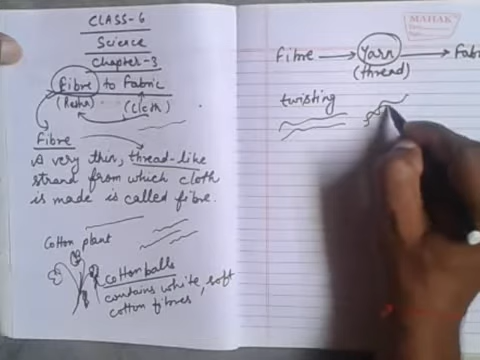 CLASS-6
Science
Chapter-3
Fibre to Fabric
(Resha)
(Cloth)
Fibre
A very thin, thread-like
strand from which cloth
is made is called fibre.
Cotton plant
Cotton balls
contains white, soft
cotton fibres
MAHAK
Fibre → Yarn → Fab
(thread)
twisting